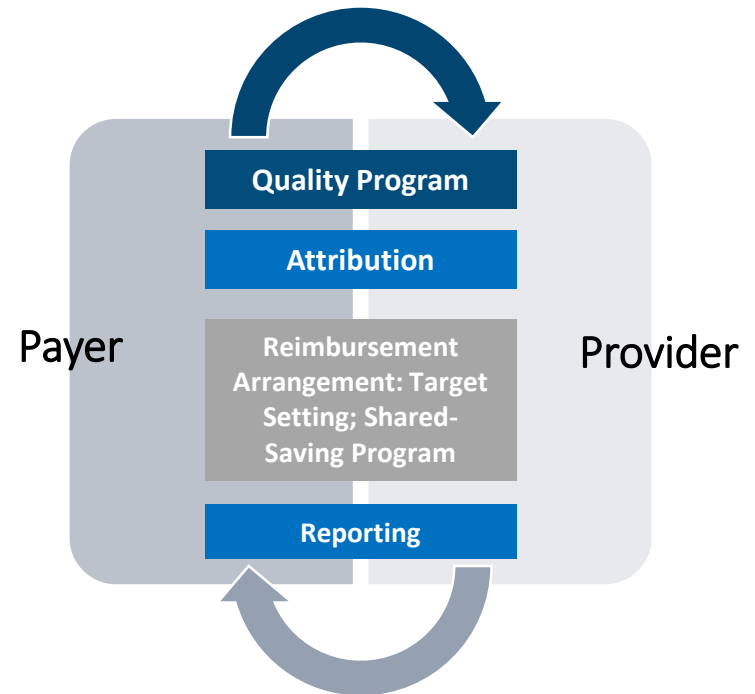 Quality Program
Attribution
Payer
Reimbursement
Arrangement: Target
Setting; Shared-
Saving Program
Provider
Reporting